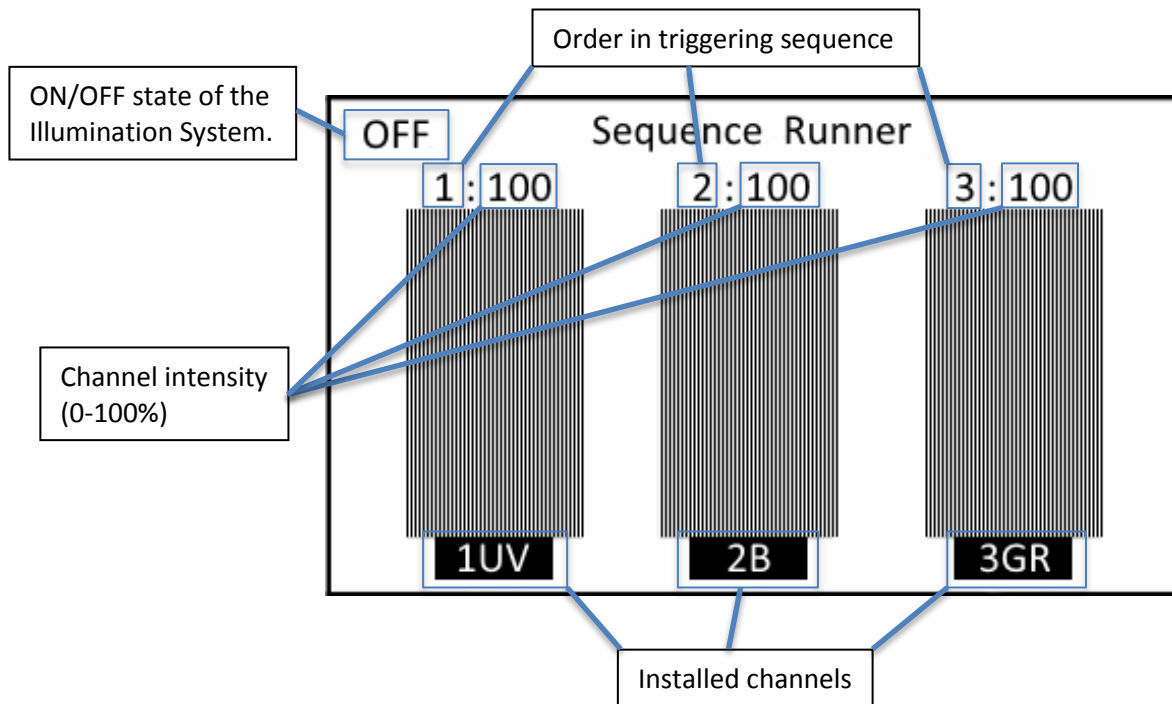 Order in triggering sequence
ON/OFF state of the
Illumination System.
OFF
Sequence Runner
1 : 100
2 : 100
3 : 100
Channel intensity
(0-100%)
1UV
2B
3GR
Installed channels